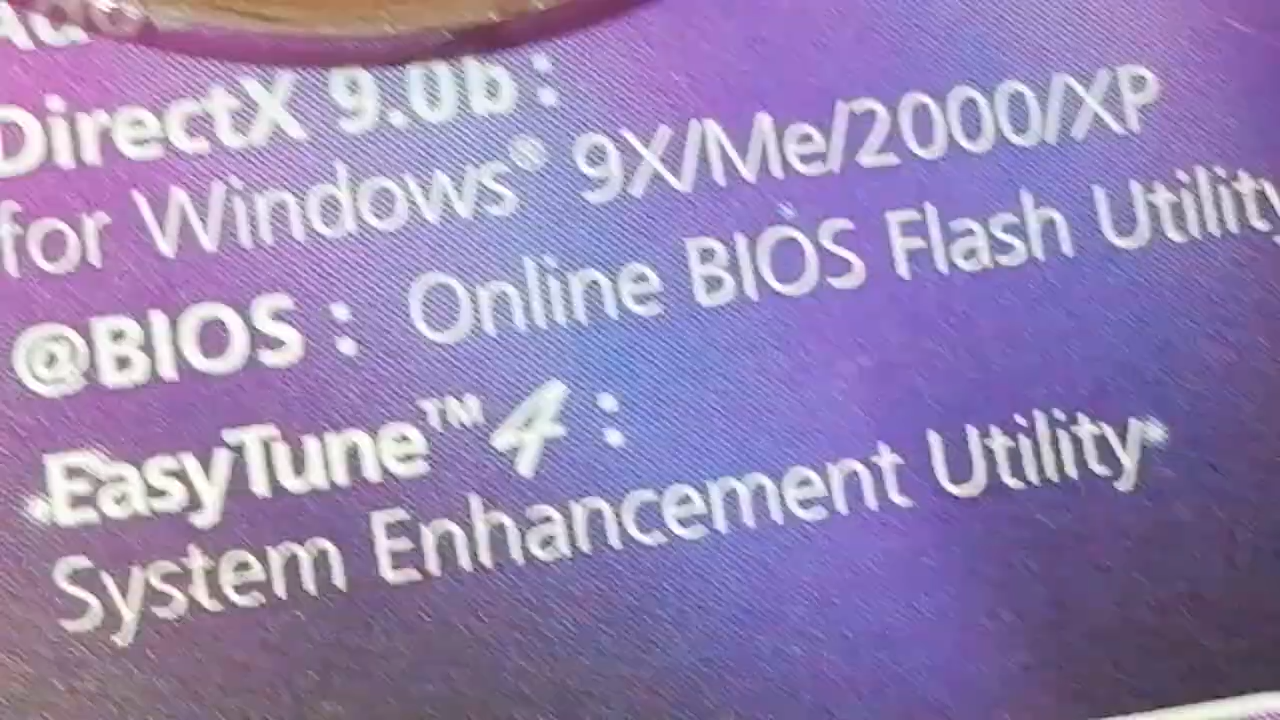 DirectX 9.0b :
for Windows® 9X/Me/2000/XP
@BIOS : Online BIOS Flash Utility
EasyTune™ 4 :
System Enhancement Utility